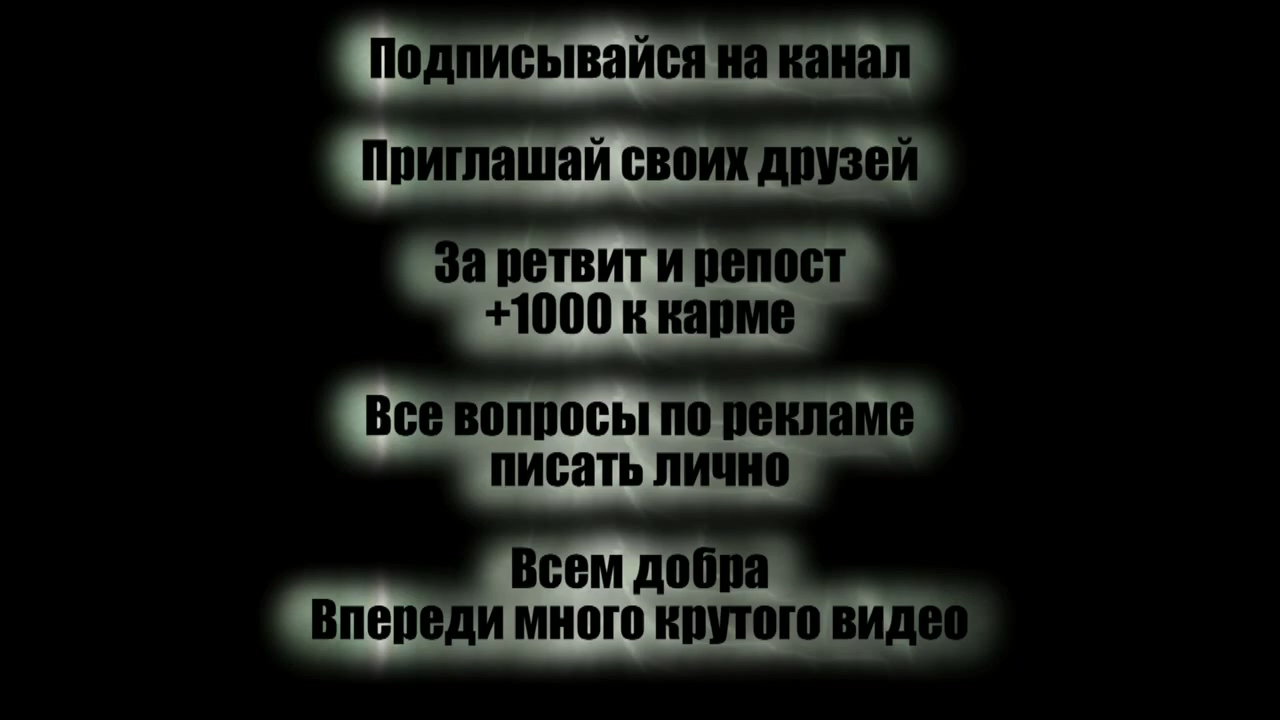 Подписывайся на канал
Приглашай своих друзей
За ретвит и репост
+1000 к карме
Все вопросы по рекламе
писать лично
Всем добра
Впереди много крутого видео